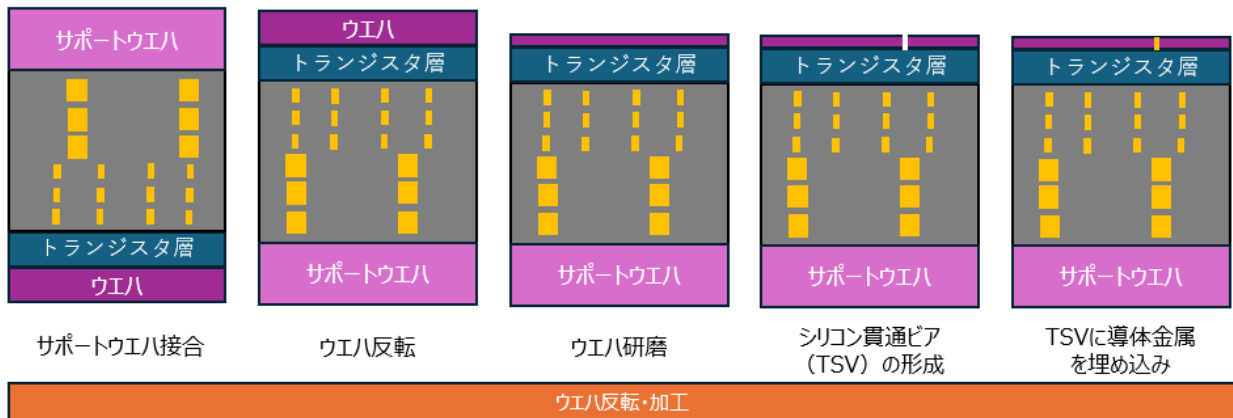 サポートウエハ
トランジスタ層
ウエハ
サポートウエハ接合
ウエハ
トランジスタ層
サポートウエハ
ウエハ反転
トランジスタ層
サポートウエハ
ウエハ研磨
トランジスタ層
サポートウエハ
シリコン貫通ビア
（TSV）の形成
トランジスタ層
サポートウエハ
TSVに導体金属
を埋め込み
ウエハ反転・加工